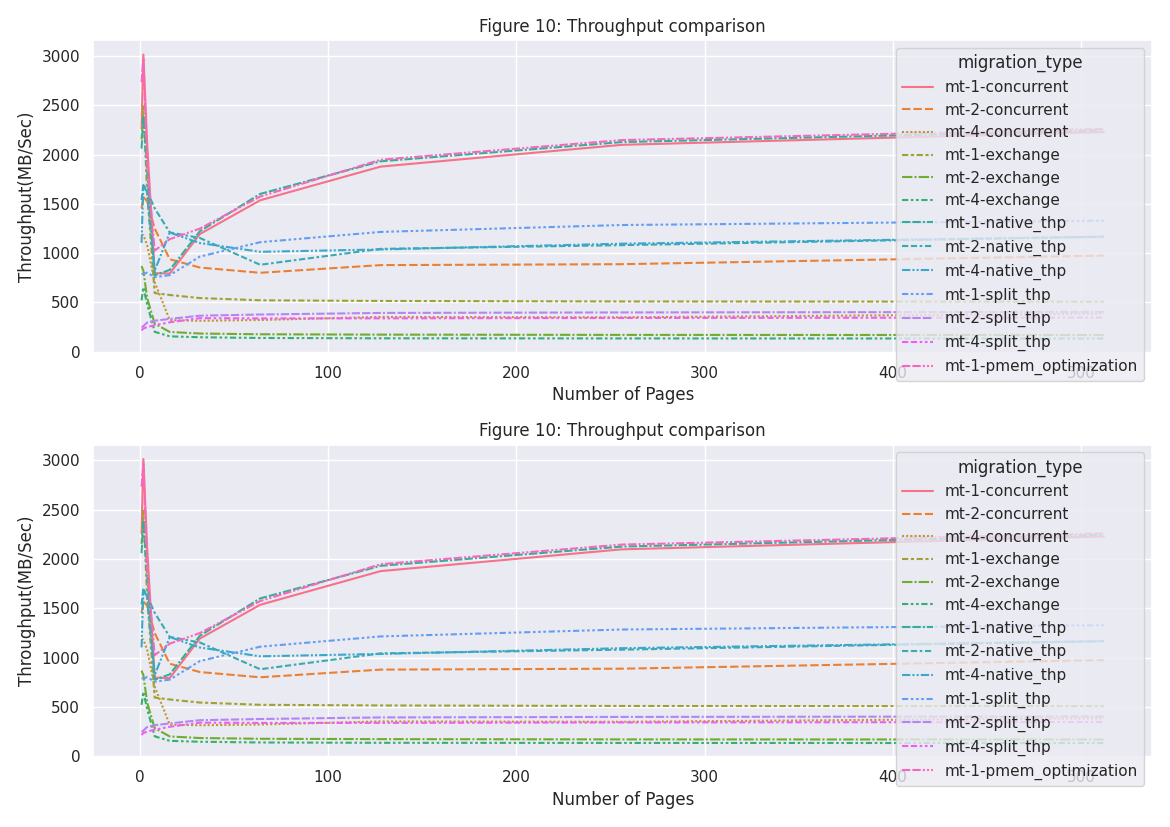 Figure 10: Throughput comparison
Throughput(MB/Sec)
3000
2500
2000
1500
1000
500
0
0 100 200 300 400 500
Number of Pages
migration_type
mt-1-concurrent
mt-2-concurrent
mt-4-concurrent
mt-1-exchange
mt-2-exchange
mt-4-exchange
mt-1-native_thp
mt-2-native_thp
mt-4-native_thp
mt-1-split_thp
mt-2-split_thp
mt-4-split_thp
mt-1-pmem_optimization
Figure 10: Throughput comparison
Throughput(MB/Sec)
3000
2500
2000
1500
1000
500
0
0 100 200 300 400 500
Number of Pages
migration_type
mt-1-concurrent
mt-2-concurrent
mt-4-concurrent
mt-1-exchange
mt-2-exchange
mt-4-exchange
mt-1-native_thp
mt-2-native_thp
mt-4-native_thp
mt-1-split_thp
mt-2-split_thp
mt-4-split_thp
mt-1-pmem_optimization